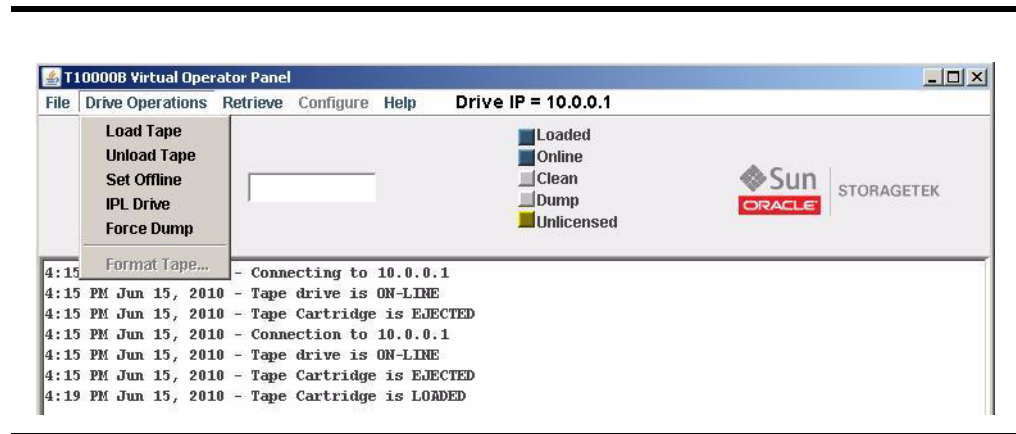 T10000B Virtual Operator Panel
File Drive Operations Retrieve Configure Help Drive IP = 10.0.0.1
Load Tape
Unload Tape
Set Offline
IPL Drive
Force Dump
Format Tape...
Loaded
Online
Clean
Dump
Unlicensed
Sun
ORACLE
STORAGETEK
4:15 - Connecting to 10.0.0.1
4:15 PM Jun 15, 2010 - Tape drive is ON-LINE
4:15 PM Jun 15, 2010 - Tape Cartridge is EJECTED
4:15 PM Jun 15, 2010 - Connection to 10.0.0.1
4:15 PM Jun 15, 2010 - Tape drive is ON-LINE
4:15 PM Jun 15, 2010 - Tape Cartridge is EJECTED
4:19 PM Jun 15, 2010 - Tape Cartridge is LOADED